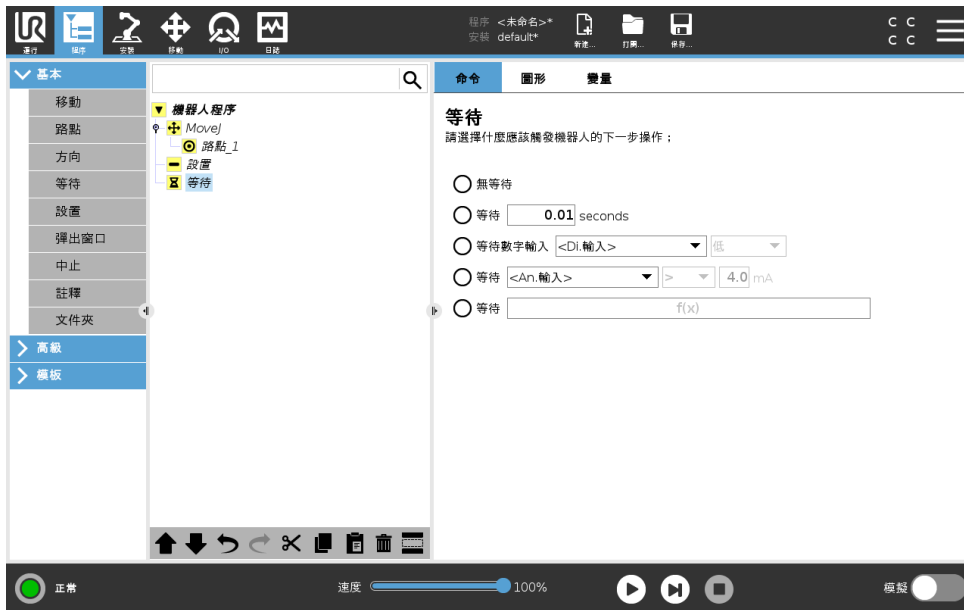 UR
運行
程序
安裝
移動
I/O
日誌
程序 <未命名>*
安裝 default*
新建...
打開...
保存...
C C
C C
基本
移動
路點
方向
等待
設置
彈出窗口
中止
註釋
文件夾
高級
模板
機器人程序
MoveJ
路點_1
設置
等待
命令 圖形 變量
等待
請選擇什麼應該觸發機器人的下一步操作；
無等待
等待 0.01 seconds
等待數字輸入 <Di.輸入> 低
等待 <An.輸入> > 4.0 mA
等待 f(x)
正常
速度 100%
模擬